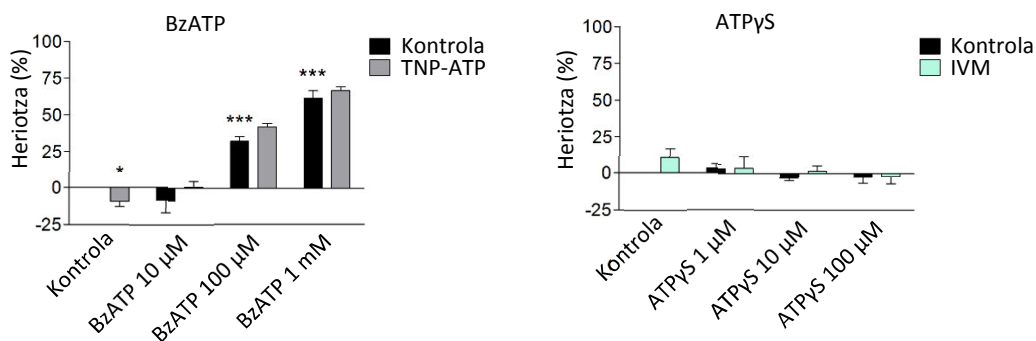 BzATP
Heriotza (%)
100
75
50
25
0
-25
*
***
***
Kontrola
TNP-ATP
Kontrola
BzATP 10 µM
BzATP 100 µM
BzATP 1 mM
ATPγS
Heriotza (%)
100
75
50
25
0
-25
Kontrola
IVM
Kontrola
ATPγS 1 µM
ATPγS 10 µM
ATPγS 100 µM